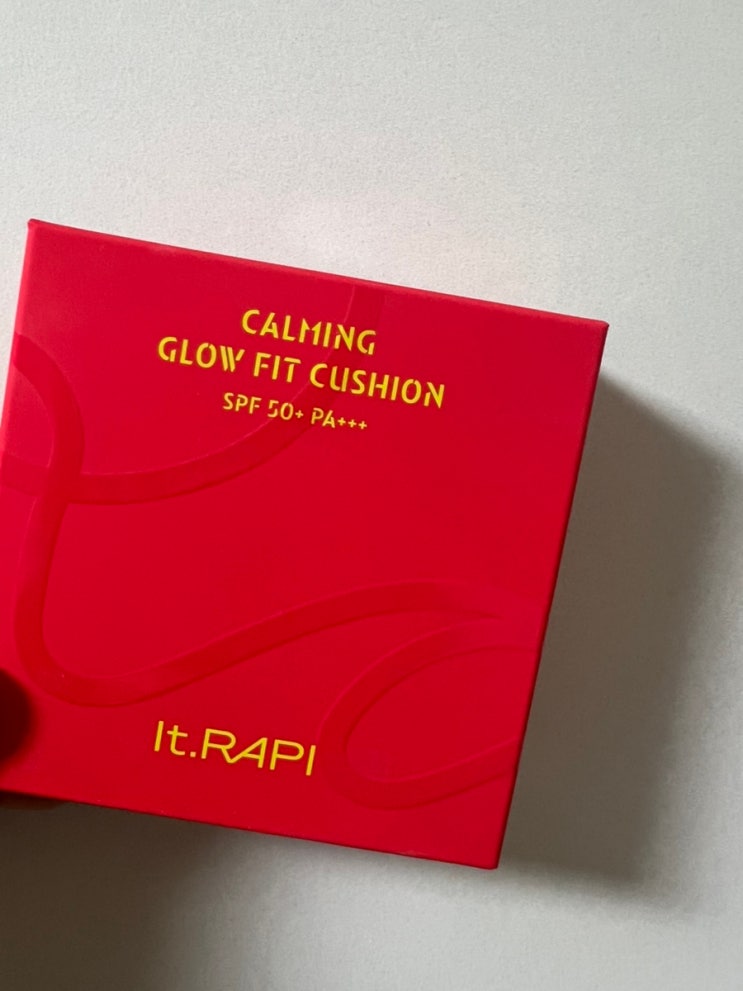 CALMING
GLOW FIT CUSHION
SPF 50+ PA+++
It.RAPI